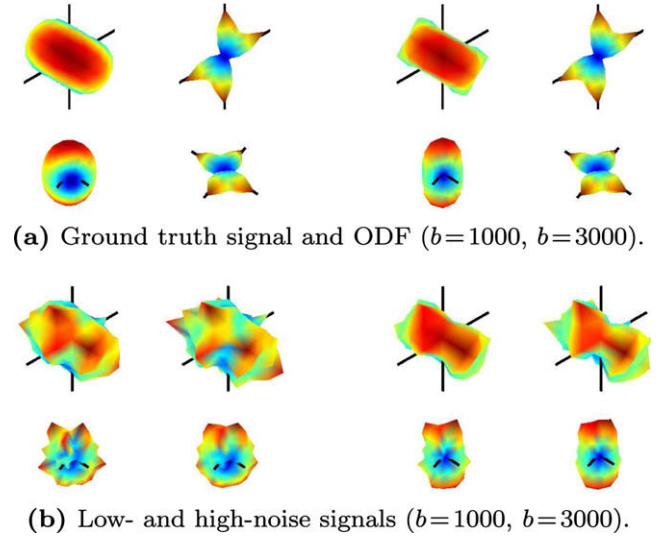 (a) Ground truth signal and ODF (b=1000, b=3000).
(b) Low- and high-noise signals (b=1000, b=3000).